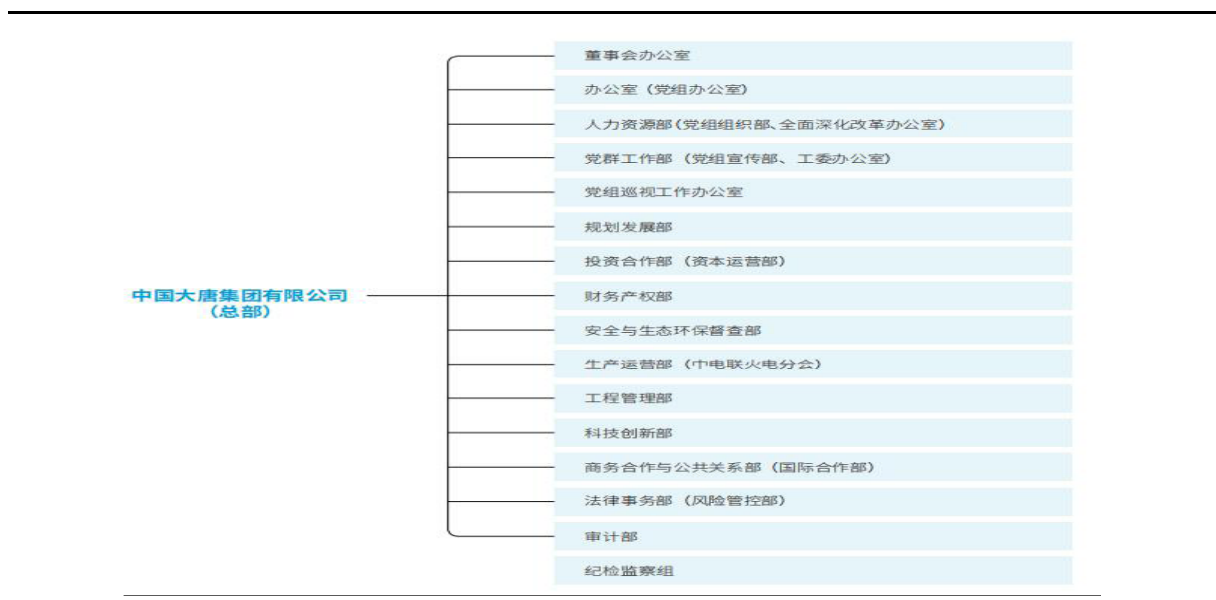 董事会办公室
办公室（党组办公室）
人力资源部（党组组织部、全面深化改革办公室）
党群工作部（党组宣传部、工委办公室）
党组巡视工作办公室
规划发展部
投资合作部（资本运营部）
中国大唐集团有限公司
（总部）
财务产权部
安全与生态环保督查部
生产运营部（中电联火电分会）
工程管理部
科技创新部
商务合作与公共关系部（国际合作部）
法律事务部（风险管控部）
审计部
纪检监察组